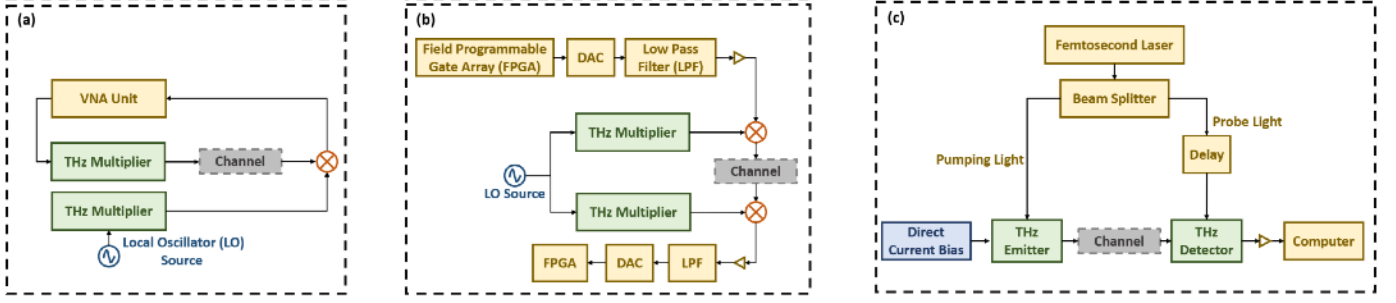 (a)
VNA Unit
THz Multiplier
Channel
THz Multiplier
Local Oscillator (LO)
Source
(b)
Field Programmable
Gate Array (FPGA)
DAC
Low Pass
Filter (LPF)
THz Multiplier
Channel
LO Source
THz Multiplier
FPGA
DAC
LPF
(c)
Femtosecond Laser
Beam Splitter
Probe Light
Pumping Light
Delay
Direct
Current Bias
THz
Emitter
Channel
THz
Detector
Computer